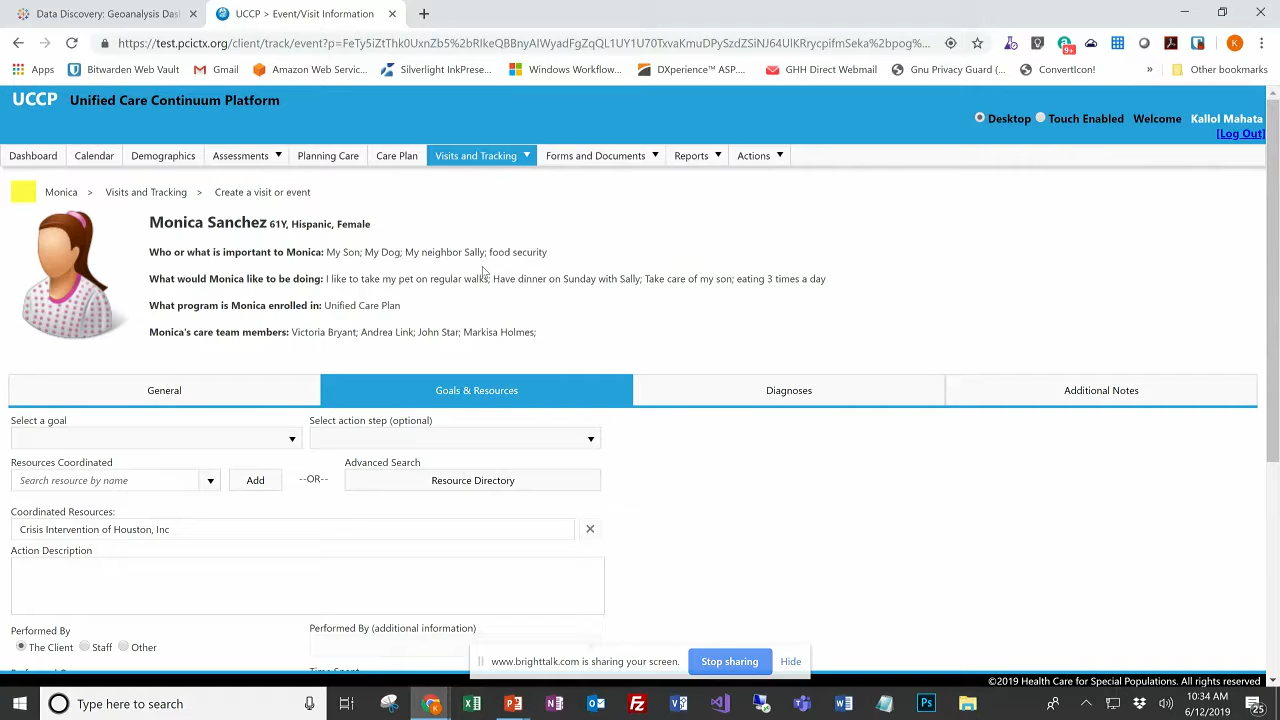 Data Discovery: Geoanalysis Das
UCCP > Event/Visit Information
https://test.pcictx.org/client/track/event?p=
Apps
Bitwarden Web Vault
Gmail
Amazon Web Servic...
Silverlight InkPrese...
Windows Workflow...
DXperience™ ASP....
GHH Direct Webmail
Gnu Privacy Guard (...
ConvertIcon!
»
Other bookmarks
UCCP Unified Care Continuum Platform
Desktop Touch Enabled Welcome Kallol Mahata
[Log Out]
Dashboard Calendar Demographics Assessments Planning Care Care Plan Visits and Tracking Forms and Documents Reports Actions
Monica > Visits and Tracking > Create a visit or event
Monica Sanchez 61Y, Hispanic, Female
Who or what is important to Monica: My Son; My Dog; My neighbor Sally; food security
What would Monica like to be doing: I like to take my pet on regular walks; Have dinner on Sunday with Sally; Take care of my son; eating 3 times a day
What program is Monica enrolled in: Unified Care Plan
Monica's care team members: Victoria Bryant; Andrea Link; John Star; Markisa Holmes;
General Goals & Resources Diagnoses Additional Notes
Select a goal Select action step (optional)
Resources Coordinated Advanced Search
Search resource by name Add --OR-- Resource Directory
Coordinated Resources:
Crisis Intervention of Houston, Inc
Action Description
Performed By Performed By (additional information)
The Client Staff Other
www.brighttalk.com is sharing your screen. Stop sharing Hide
©2019 Health Care for Special Populations. All rights reserved.
Type here to search
10:34 AM
6/12/2019